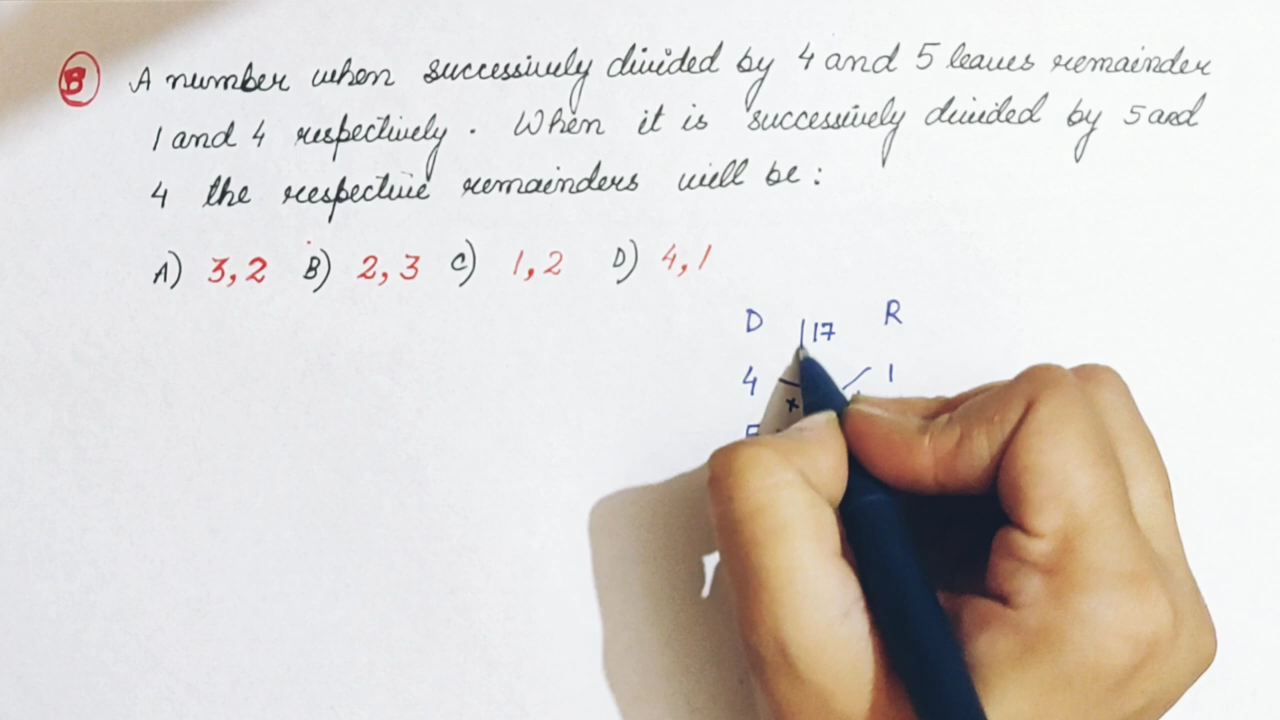 B A number when successively divided by 4 and 5 leaves remainder
1 and 4 respectively. When it is successively divided by 5 and
4 the respective remainders will be:
A) 3,2 B) 2,3 C) 1,2 D) 4,1
D 17 R
4 1
x